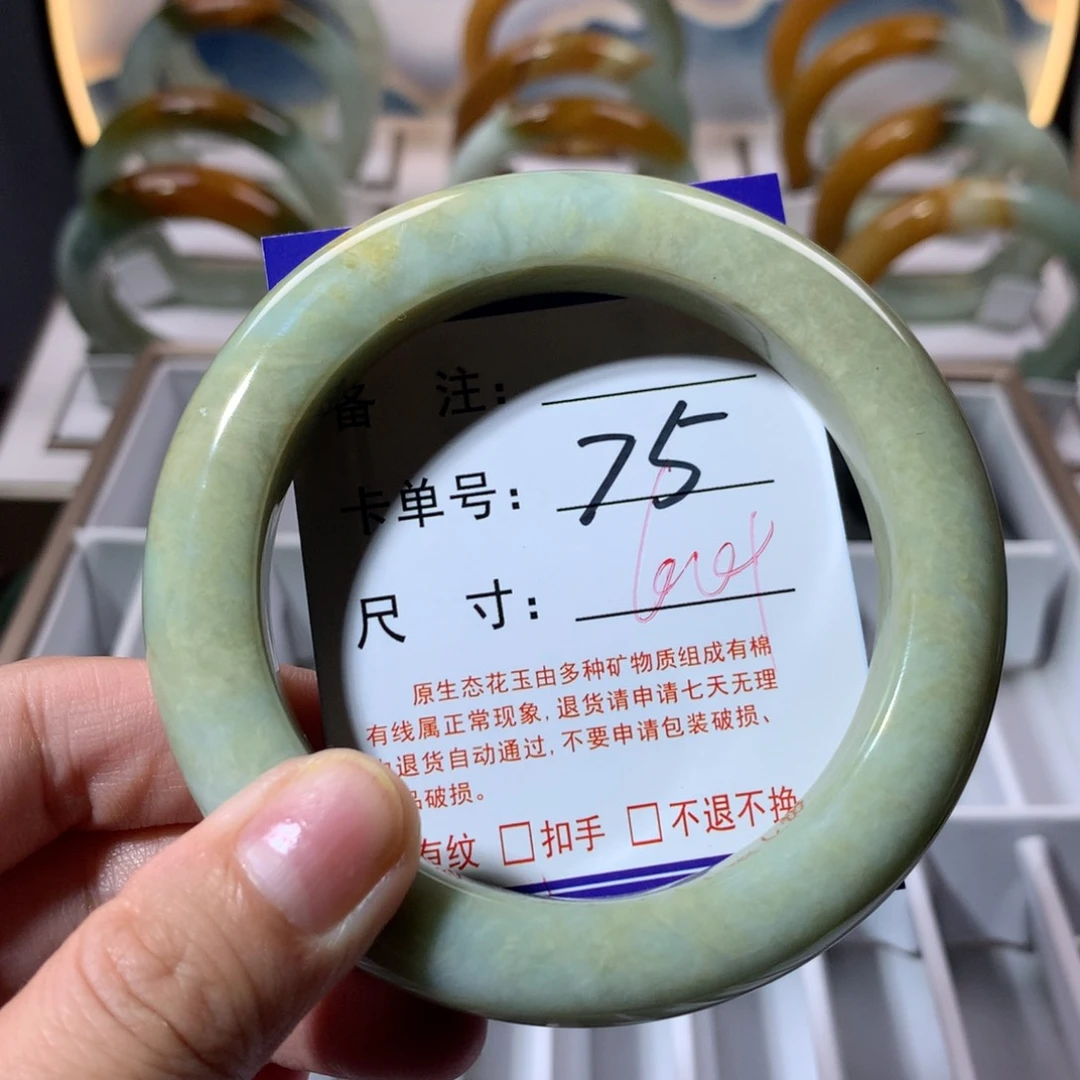 备 注：
卡单号： 75
尺 寸：
原生态花玉由多种矿物质组成有棉
有线属正常现象，退货请申请七天无理
由退货自动通过，不要申请包装破损、
品破损。
有纹 □扣手 □不退不换